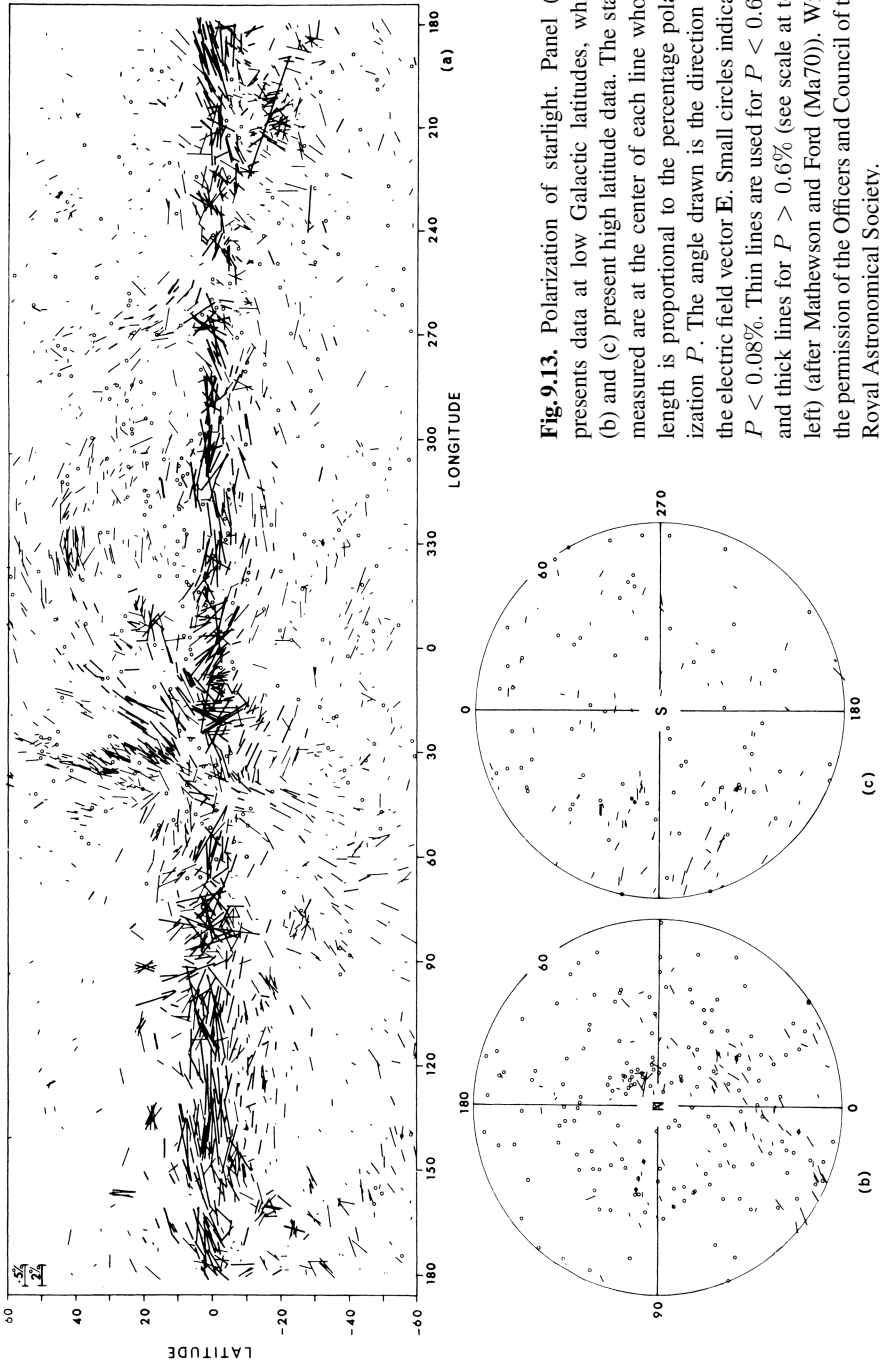 .5%
2%
60
40
20
0
-20
-40
-60
LATITUDE
180 150 120 90 60 30 0 330 300 270 240 210 180
LONGITUDE
(a)
180
60
90
N
0
(b)
0
60
270
S
180
(c)
Fig. 9.13. Polarization of starlight. Panel (
presents data at low Galactic latitudes, wh
(b) and (c) present high latitude data. The sta
measured are at the center of each line who
length is proportional to the percentage pola
ization P. The angle drawn is the direction
the electric field vector E. Small circles indica
P < 0.08%. Thin lines are used for P < 0.6
and thick lines for P > 0.6% (see scale at t
left) (after Mathewson and Ford (Ma70)). Wi
the permission of the Officers and Council of t
Royal Astronomical Society.